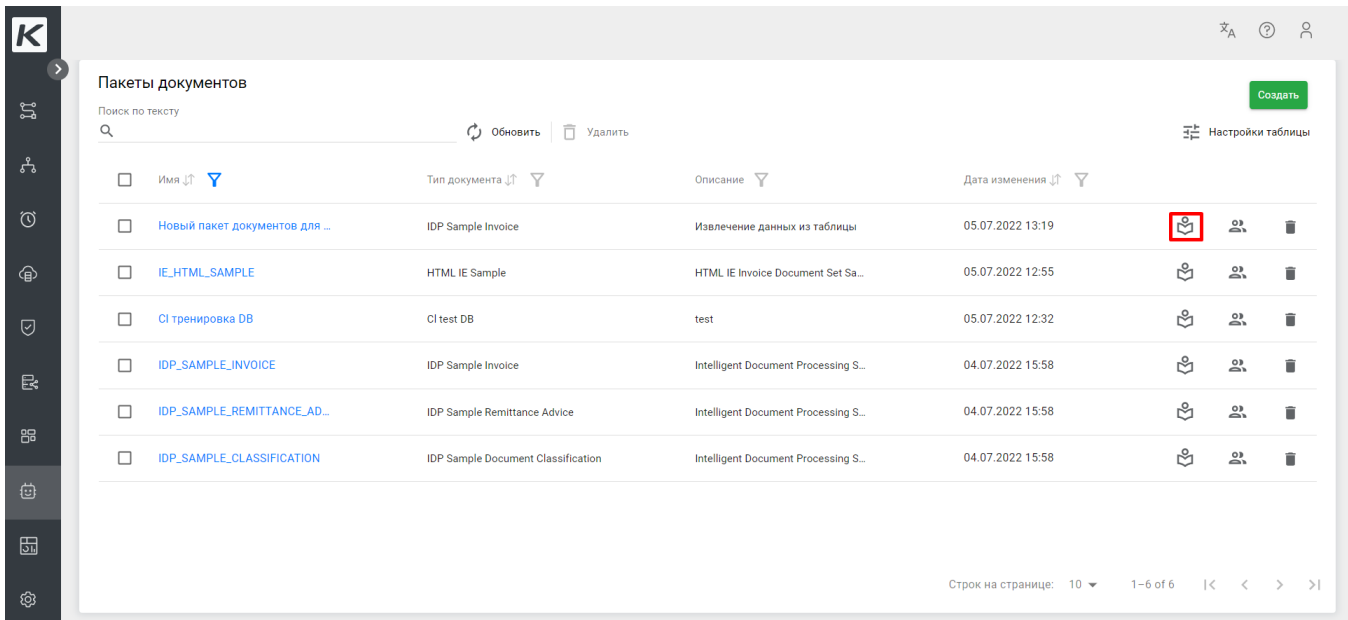 K
Пакеты документов
Создать
Поиск по тексту
Обновить Удалить Настройки таблицы
Имя Тип документа Описание Дата изменения
Новый пакет документов для ... IDP Sample Invoice Извлечение данных из таблицы 05.07.2022 13:19
IE_HTML_SAMPLE HTML IE Sample HTML IE Invoice Document Set Sa... 05.07.2022 12:55
CI тренировка DB CI test DB test 05.07.2022 12:32
IDP_SAMPLE_INVOICE IDP Sample Invoice Intelligent Document Processing S... 04.07.2022 15:58
IDP_SAMPLE_REMITTANCE_AD... IDP Sample Remittance Advice Intelligent Document Processing S... 04.07.2022 15:58
IDP_SAMPLE_CLASSIFICATION IDP Sample Document Classification Intelligent Document Processing S... 04.07.2022 15:58
Строк на странице: 10 1–6 of 6